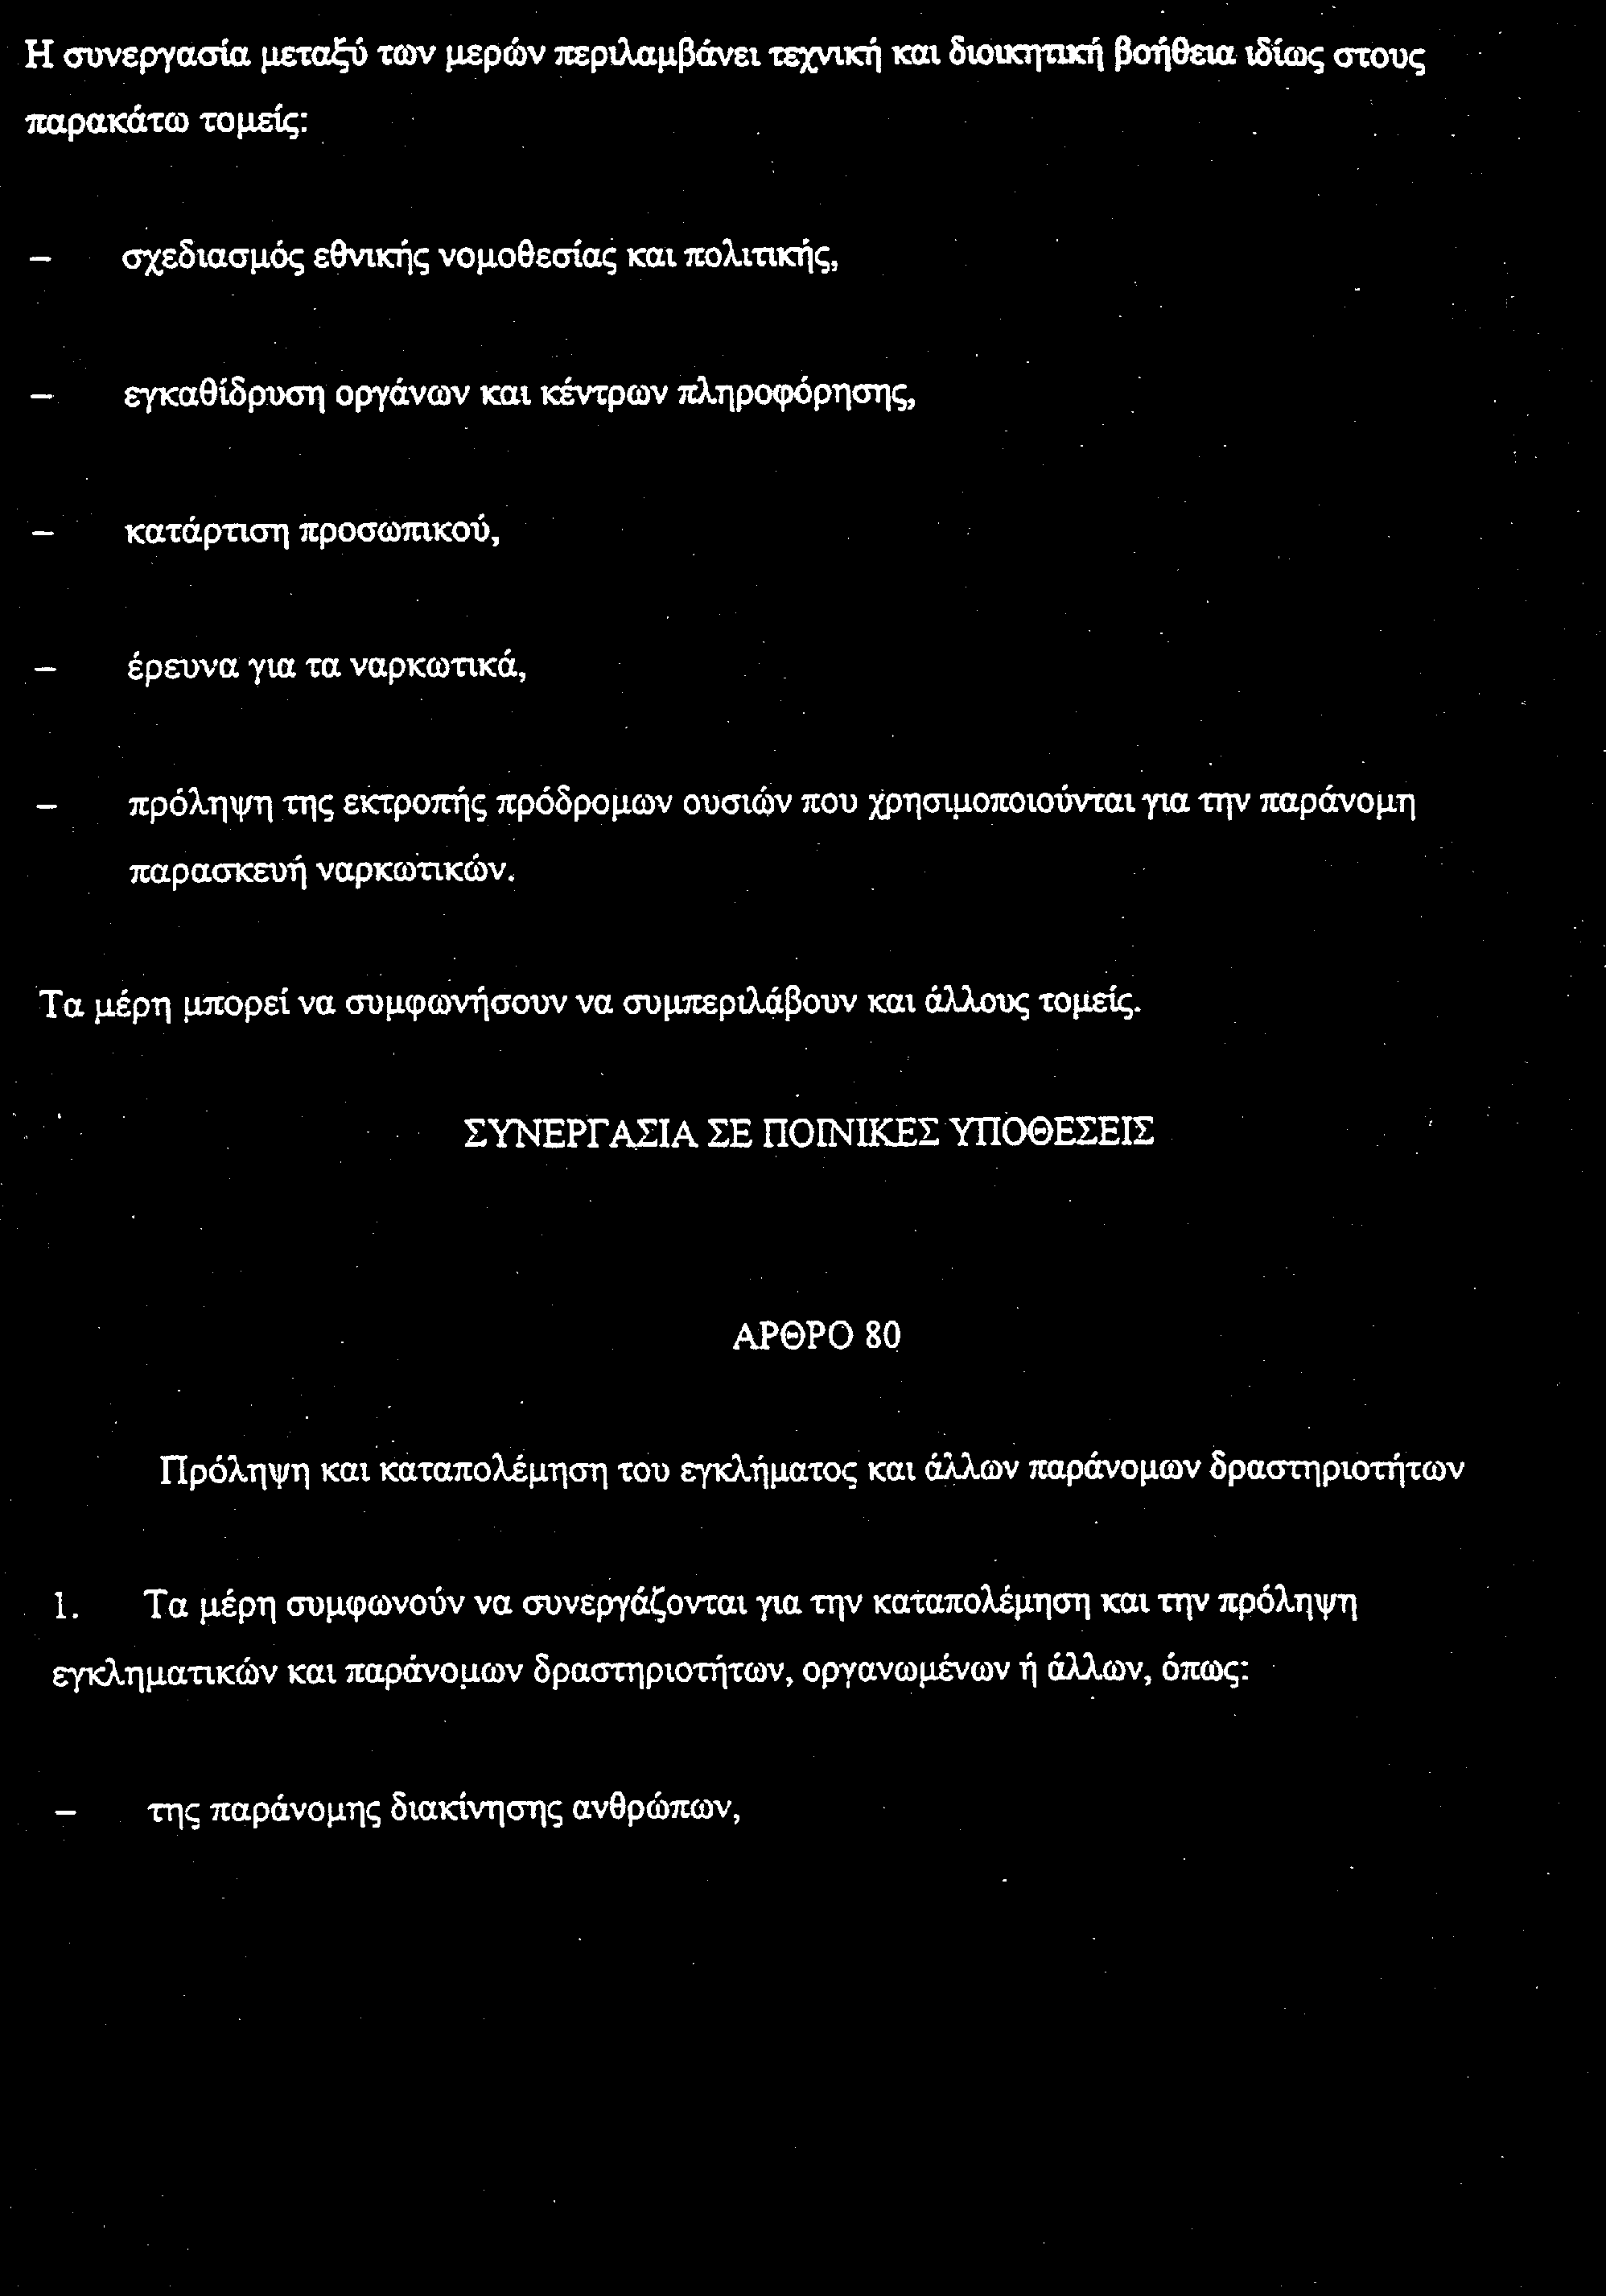 Η συνεργασία μεταξύ των μερών περιλαμβάνει τεχνική και διοικητική βοήθεια ιδίως στους
παρακάτω τομείς:
– σχεδιασμός εθνικής νομοθεσίας και πολιτικής,
– εγκαθίδρυση οργάνων και κέντρων πληροφόρησης,
– κατάρτιση προσωπικού,
– έρευνα για τα ναρκωτικά,
– πρόληψη της εκτροπής πρόδρομων ουσιών που χρησιμοποιούνται για την παράνομη
παρασκευή ναρκωτικών.
Τα μέρη μπορεί να συμφωνήσουν να συμπεριλάβουν και άλλους τομείς.
ΣΥΝΕΡΓΑΣΙΑ ΣΕ ΠΟΙΝΙΚΕΣ ΥΠΟΘΕΣΕΙΣ
ΑΡΘΡΟ 80
Πρόληψη και καταπολέμηση του εγκλήματος και άλλων παράνομων δραστηριοτήτων
1. Τα μέρη συμφωνούν να συνεργάζονται για την καταπολέμηση και την πρόληψη
εγκληματικών και παράνομων δραστηριοτήτων, οργανωμένων ή άλλων, όπως:
– της παράνομης διακίνησης ανθρώπων,